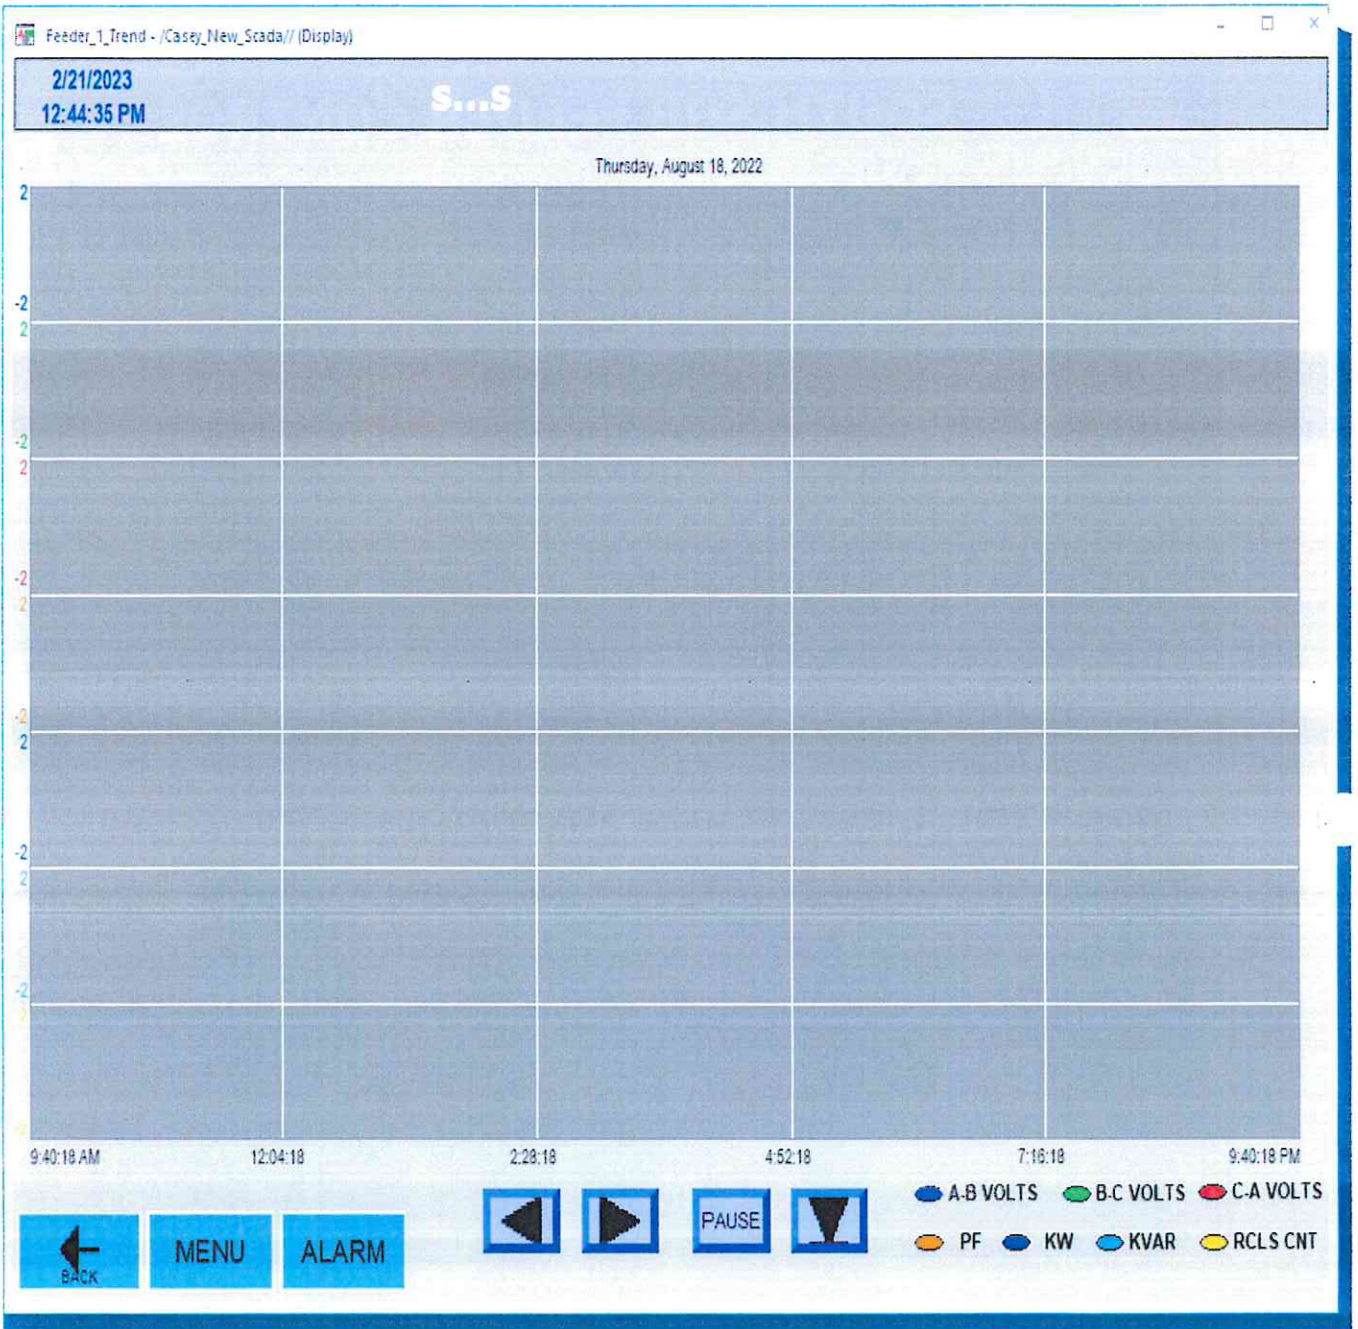 Feeder_1_Trend - /Casey_New_Scada// (Display)
2/21/2023
12:44:35 PM
S...S
Thursday, August 18, 2022
2
-2
2
-2
2
-2
2
-2
2
-2
2
-2
9:40:18 AM 12:04:18 2:28:18 4:52:18 7:16:18 9:40:18 PM
A-B VOLTS B-C VOLTS C-A VOLTS
PF KW KVAR RCLS CNT
BACK
MENU
ALARM
PAUSE